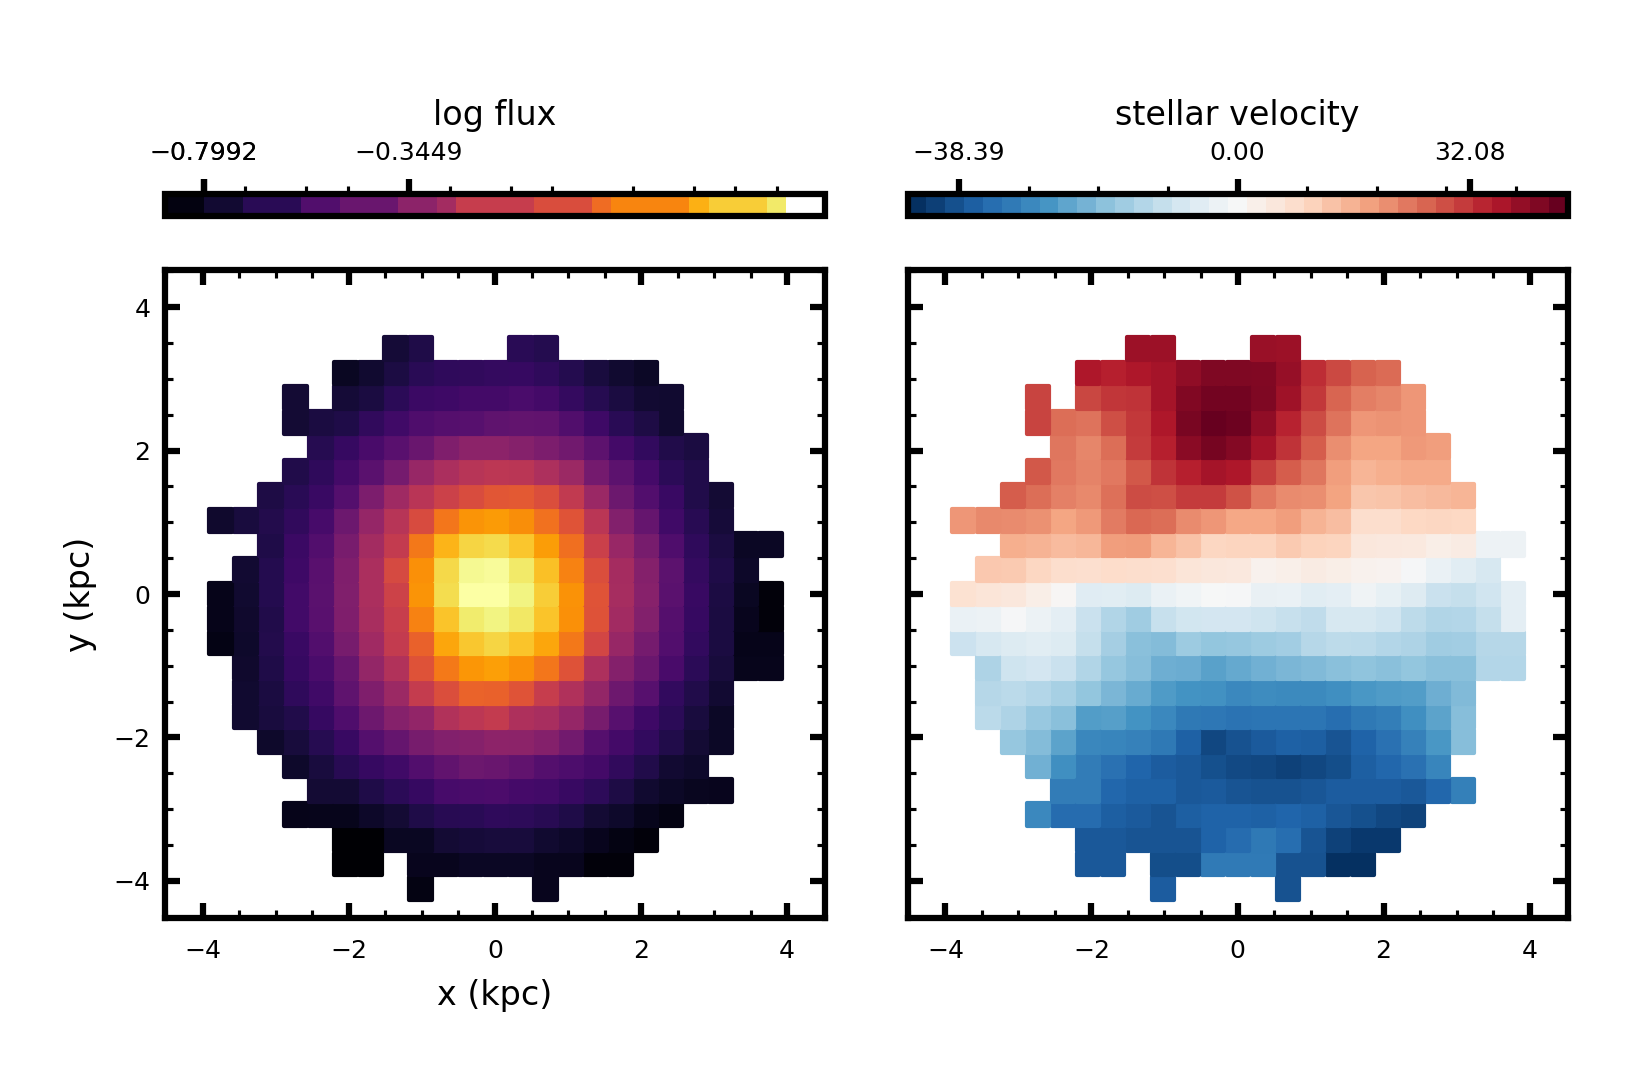 log flux
−0.7992 −0.3449
stellar velocity
−38.39 0.00 32.08
4
2
0
−2
−4
y (kpc)
−4 −2 0 2 4
x (kpc)
−4 −2 0 2 4